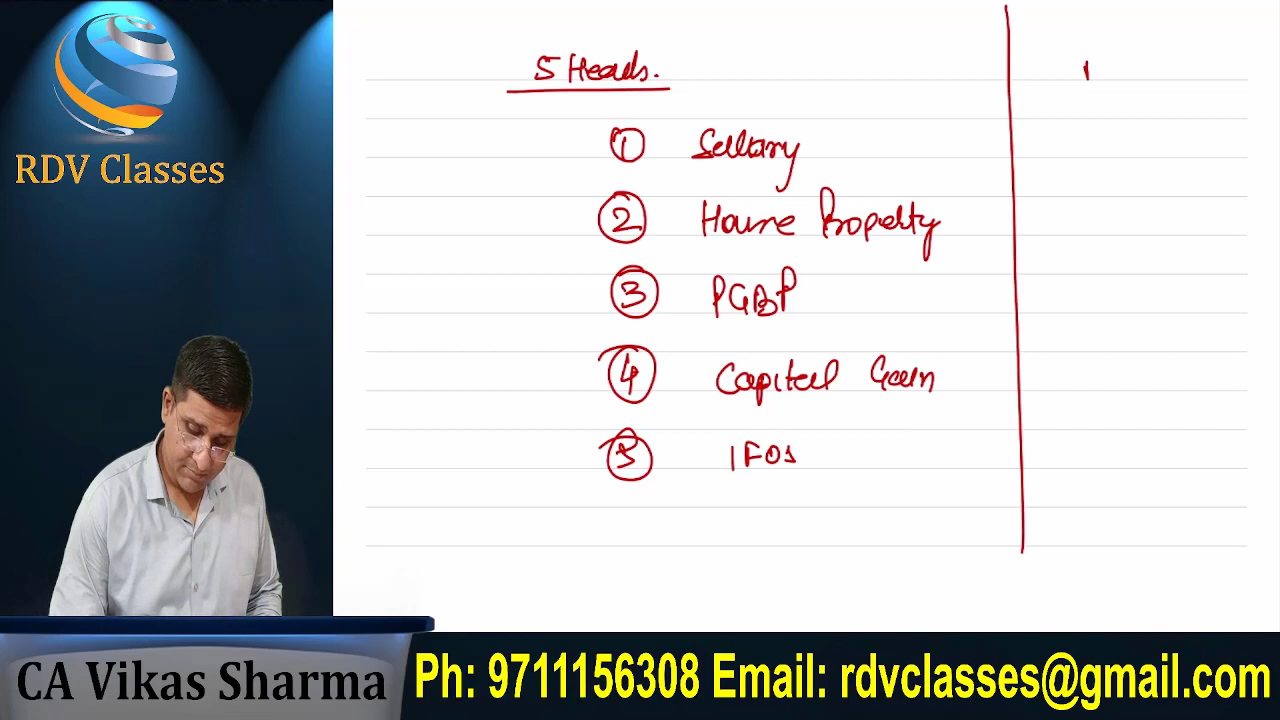 RDV Classes
5 Heads.
1 Sellary
2 House Property
3 PGBP
4 Capital Gain
5 IFOS
CA Vikas Sharma
Ph: 9711156308 Email: rdvclasses@gmail.com